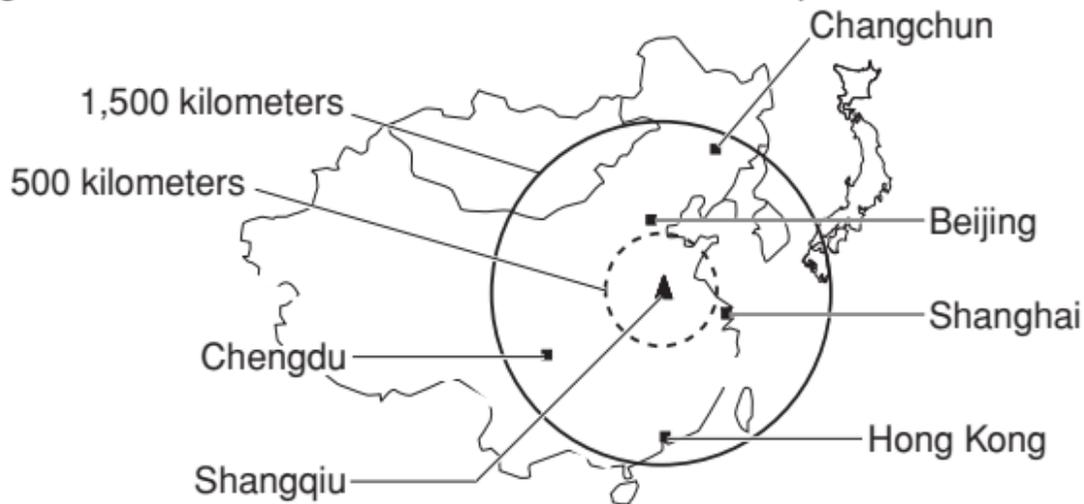 Changchun
1,500 kilometers
500 kilometers
Beijing
Shanghai
Chengdu
Hong Kong
Shangqiu